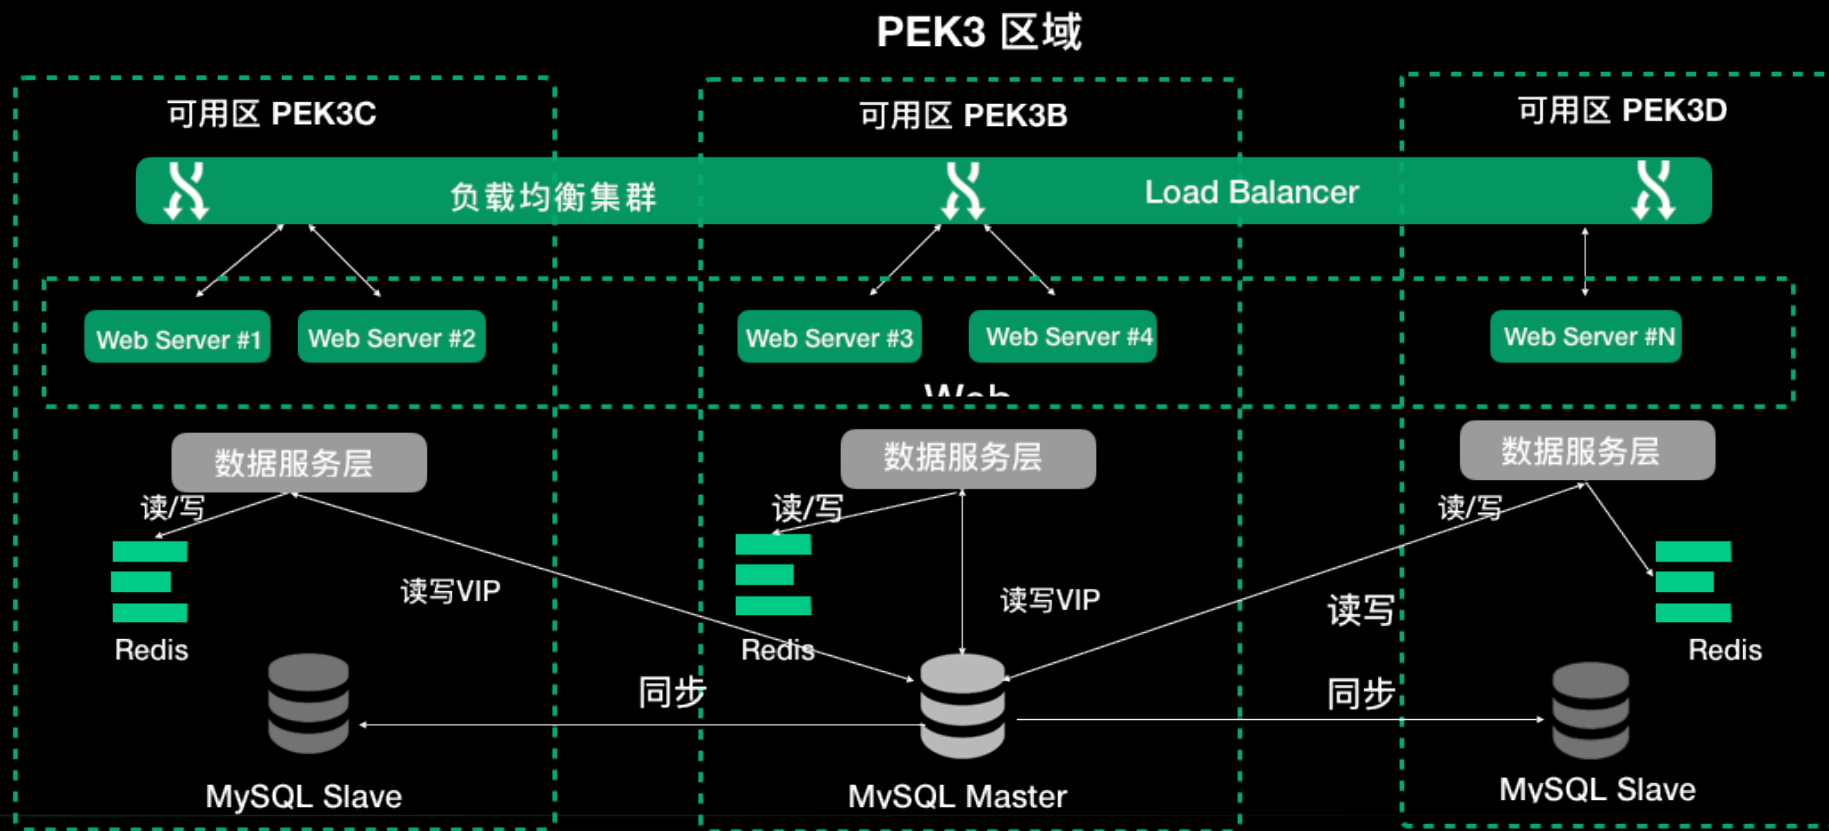 PEK3 区域
可用区 PEK3C
可用区 PEK3B
可用区 PEK3D
负载均衡集群
Load Balancer
Web Server #1
Web Server #2
Web Server #3
Web Server #4
Web Server #N
Web
数据服务层
数据服务层
数据服务层
读/写
读/写
读/写
读写VIP
读写VIP
读写
Redis
Redis
Redis
同步
同步
MySQL Slave
MySQL Master
MySQL Slave